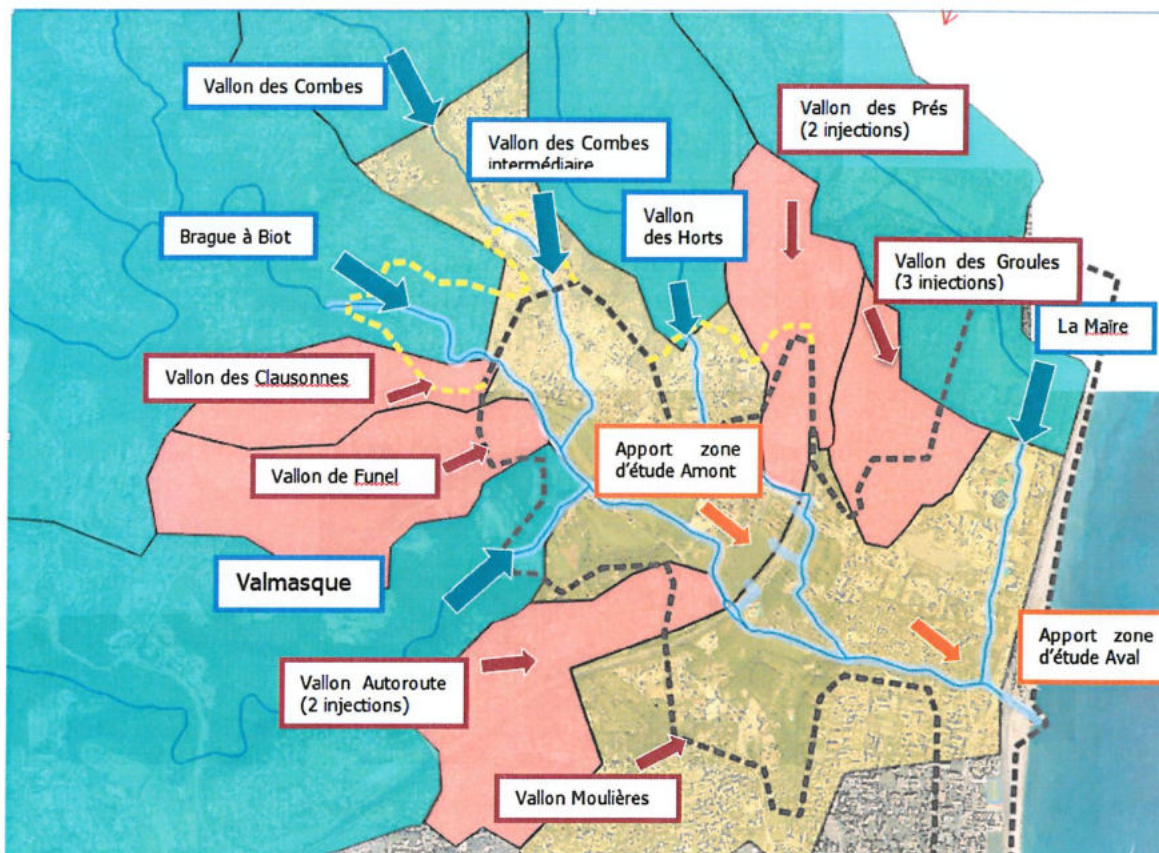 Vallon des Combes
Vallon des Prés
(2 injections)
Vallon des Combes
intermédiaire
Vallon
des Horts
Brague à Biot
Vallon des Groules
(3 injections)
La Maïre
Vallon des Clausonnes
Apport zone
d'étude Amont
Vallon de Funel
Valmasque
Apport zone
d'étude Aval
Vallon Autoroute
(2 injections)
Vallon Moulières